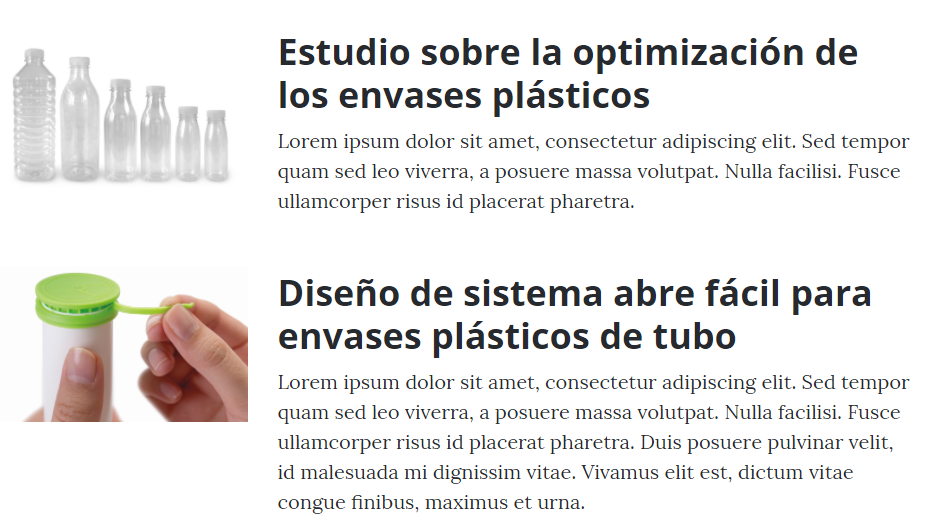 Estudio sobre la optimización de
los envases plásticos
Lorem ipsum dolor sit amet, consectetur adipiscing elit. Sed tempor
quam sed leo viverra, a posuere massa volutpat. Nulla facilisi. Fusce
ullamcorper risus id placerat pharetra.
Diseño de sistema abre fácil para
envases plásticos de tubo
Lorem ipsum dolor sit amet, consectetur adipiscing elit. Sed tempor
quam sed leo viverra, a posuere massa volutpat. Nulla facilisi. Fusce
ullamcorper risus id placerat pharetra. Duis posuere pulvinar velit,
id malesuada mi dignissim vitae. Vivamus elit est, dictum vitae
congue finibus, maximus et urna.